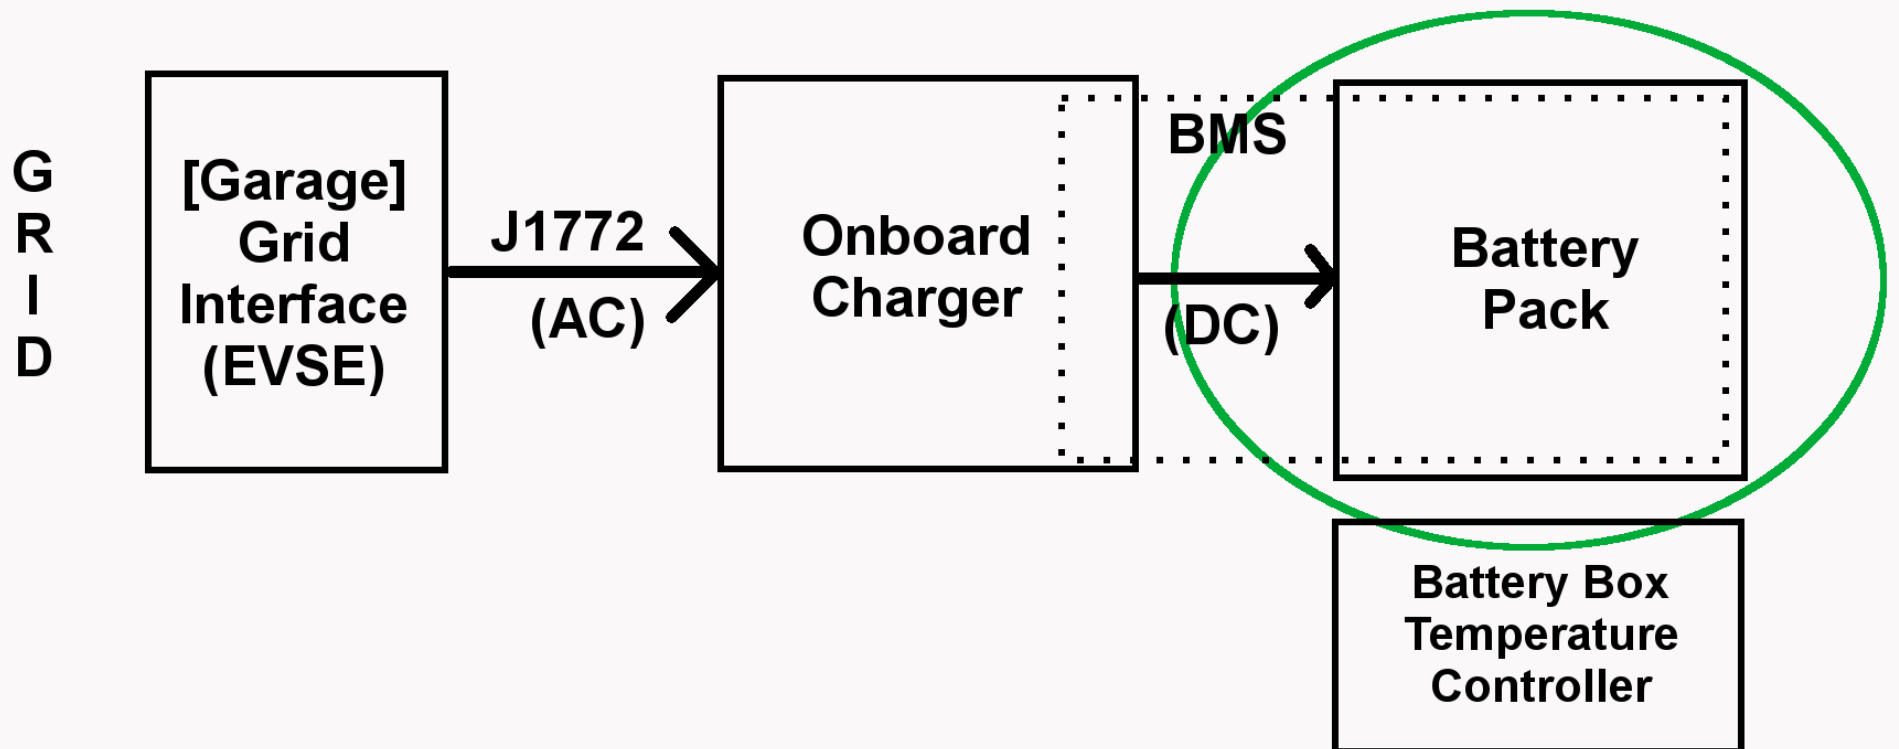 G
R
I
D
[Garage]
Grid
Interface
(EVSE)
J1772
(AC)
Onboard
Charger
BMS
(DC)
Battery
Pack
Battery Box
Temperature
Controller